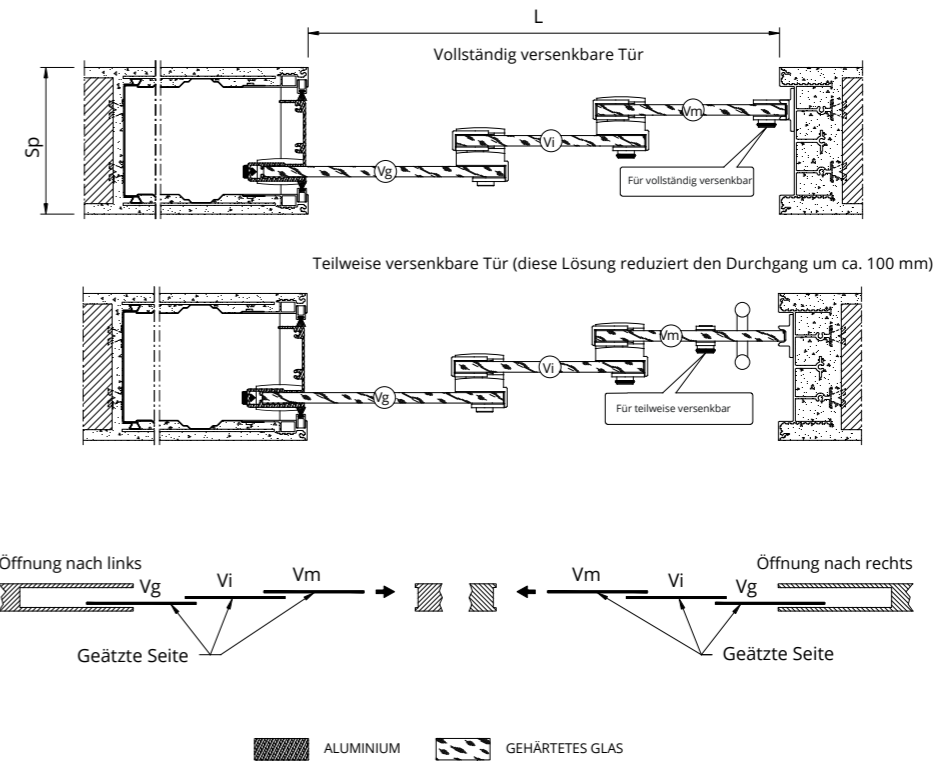 L
Vollständig versenkbare Tür
Sp
Vm
Vi
Vg
Für vollständig versenkbar
Teilweise versenkbare Tür (diese Lösung reduziert den Durchgang um ca. 100 mm)
Vm
Vi
Vg
Für teilweise versenkbar
Öffnung nach links
Öffnung nach rechts
Vg Vi Vm
Vm Vi Vg
Geätzte Seite
Geätzte Seite
ALUMINIUM
GEHÄRTETES GLAS